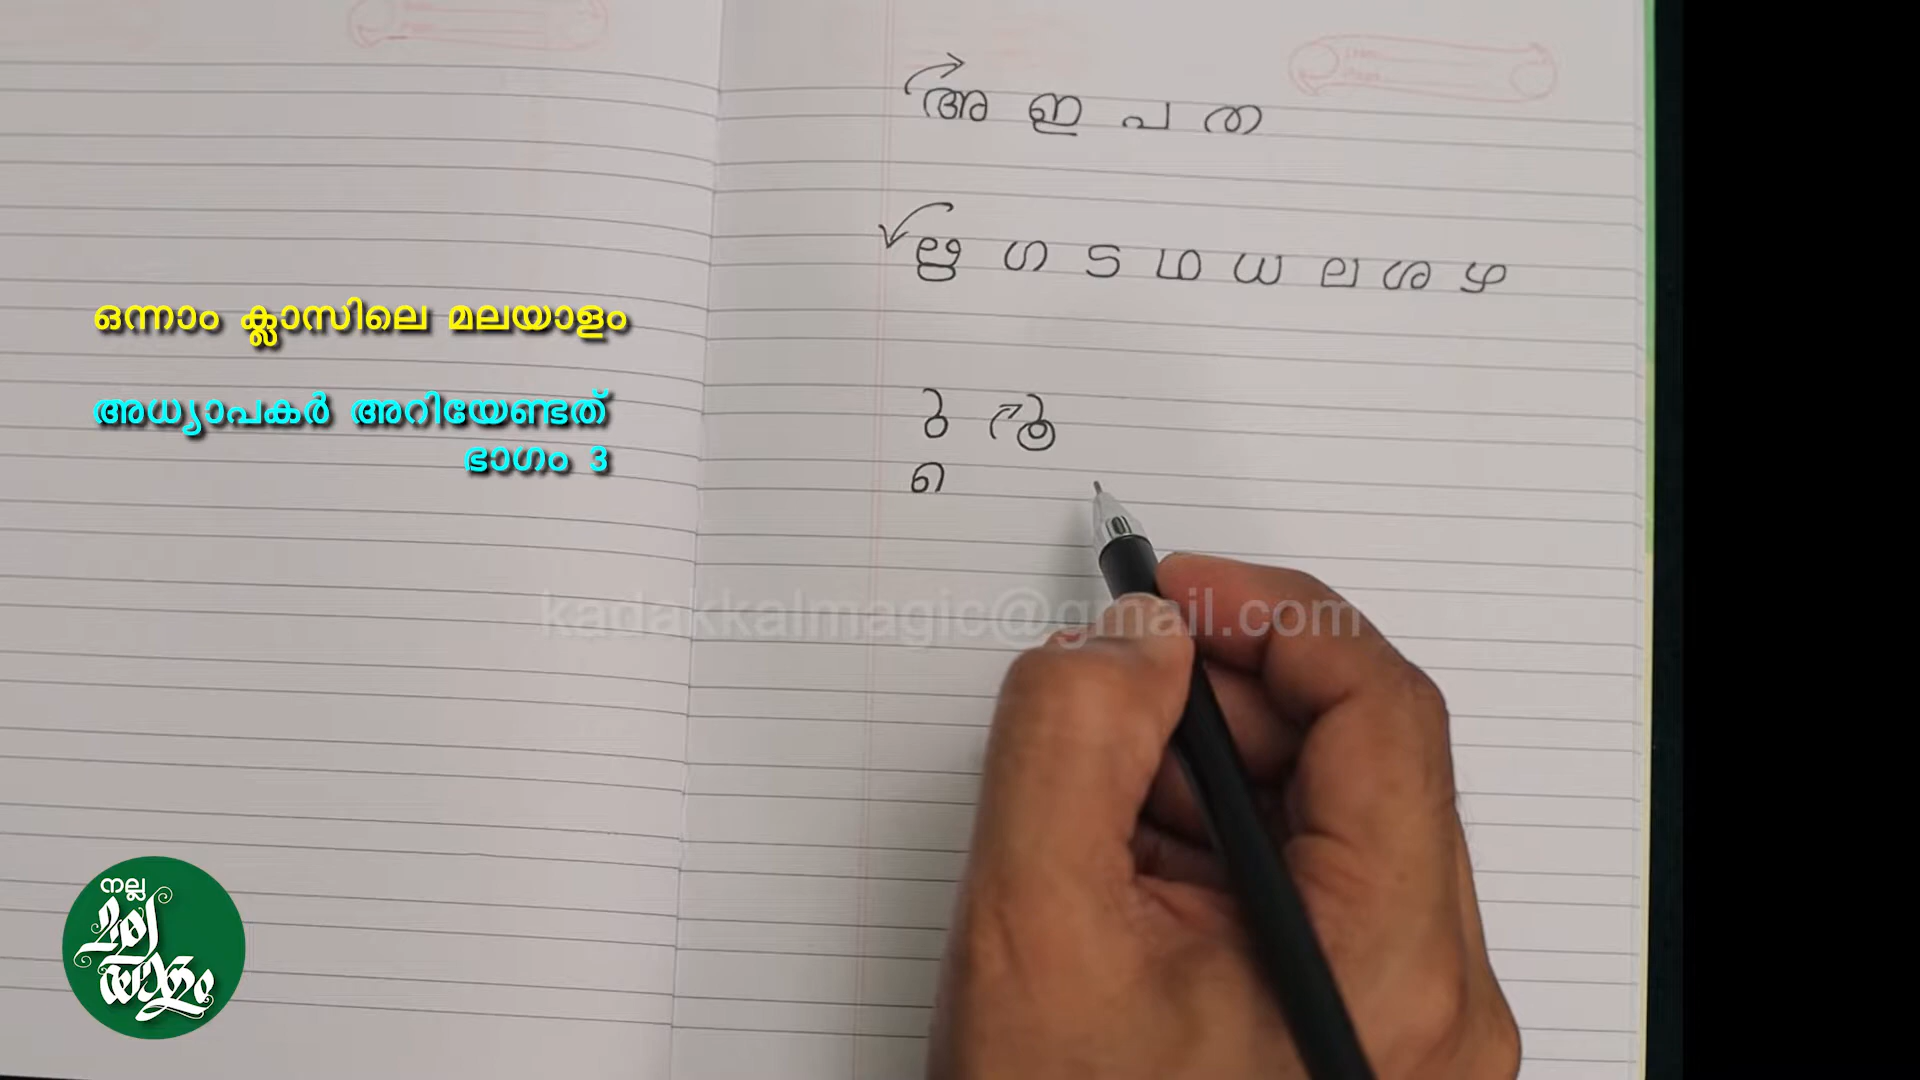 അ ഇ പ ത
ള ഗ ട ഥ ധ ല ശ ഴ
ു ൂ
െ
ഒന്നാം ക്ലാസിലെ മലയാളം
അധ്യാപകർ അറിയേണ്ടത്
ഭാഗം 3
kadakkalmagic@gmail.com
നല്ല
മലയാളം